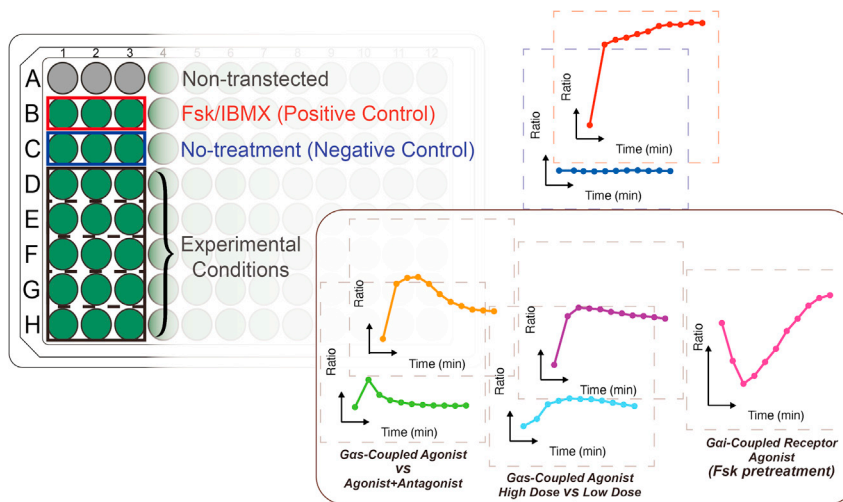 1 2 3 4 5 6 7 8 9 10 11 12
A
Non-transtected
B
Fsk/IBMX (Positive Control)
C
No-treatment (Negative Control)
D
E
F
G
H
Experimental
Conditions
Ratio
Time (min)
Ratio
Time (min)
Ratio
Time (min)
Ratio
Time (min)
Gαs-Coupled Agonist
VS
Agonist+Antagonist
Ratio
Time (min)
Ratio
Time (min)
Gαs-Coupled Agonist
High Dose VS Low Dose
Ratio
Time (min)
Gαi-Coupled Receptor
Agonist
(Fsk pretreatment)